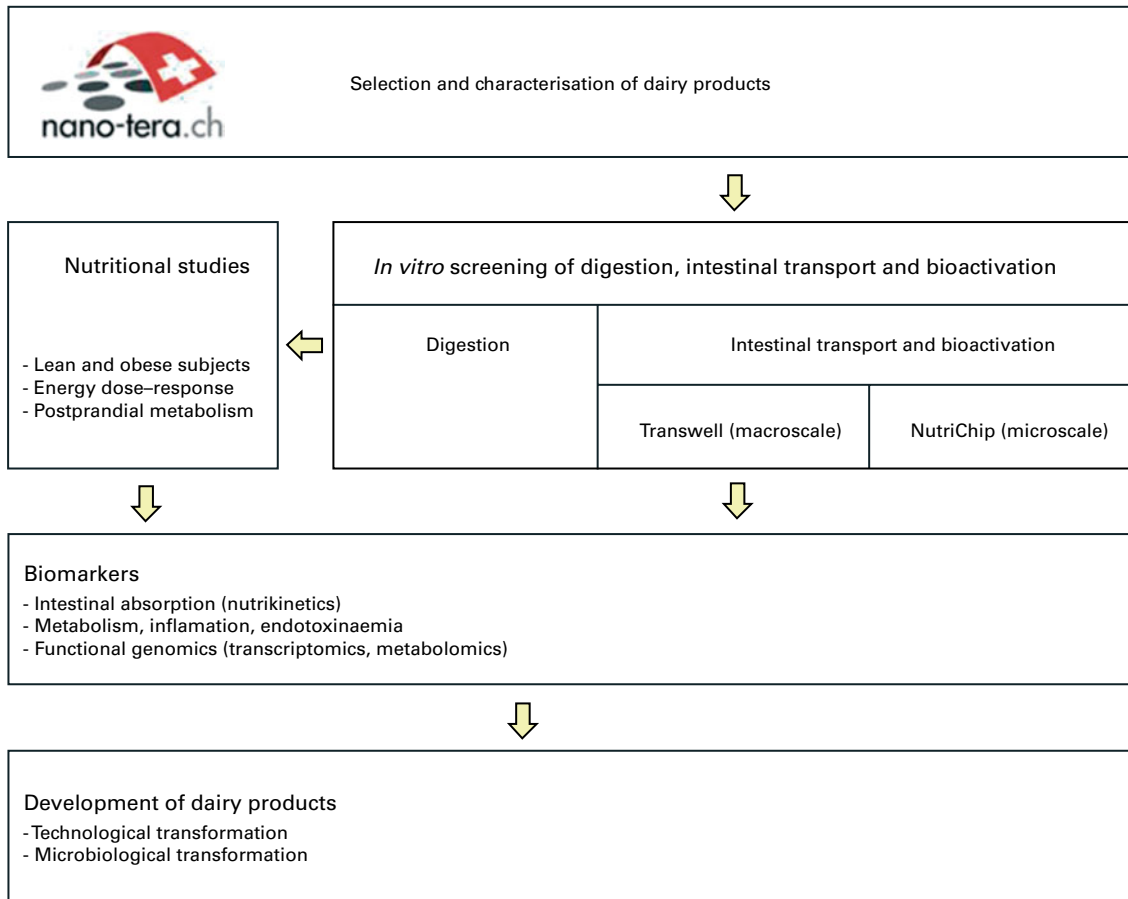 nano-tera.ch
Selection and characterisation of dairy products
Nutritional studies
- Lean and obese subjects
- Energy dose–response
- Postprandial metabolism
In vitro screening of digestion, intestinal transport and bioactivation
Digestion
Intestinal transport and bioactivation
Transwell (macroscale)
NutriChip (microscale)
Biomarkers
- Intestinal absorption (nutrikinetics)
- Metabolism, inflamation, endotoxinaemia
- Functional genomics (transcriptomics, metabolomics)
Development of dairy products
- Technological transformation
- Microbiological transformation